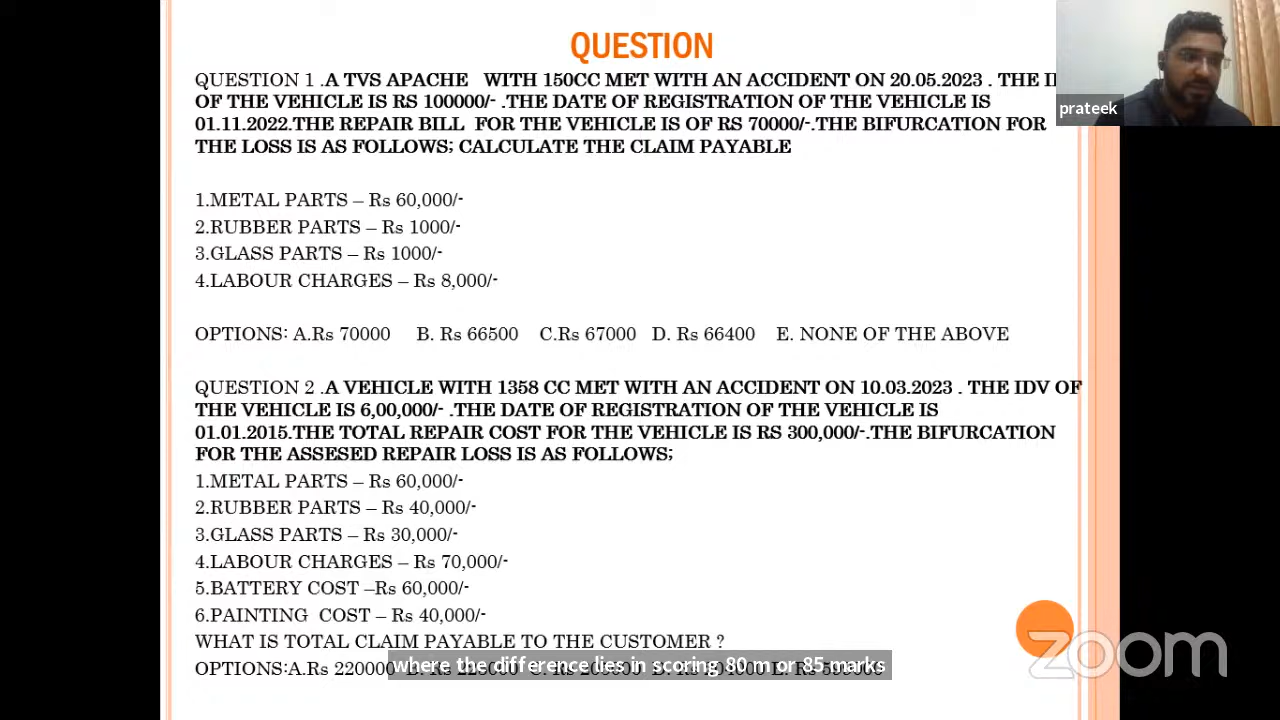 QUESTION
QUESTION 1 .A TVS APACHE WITH 150CC MET WITH AN ACCIDENT ON 20.05.2023 . THE
OF THE VEHICLE IS RS 100000/- .THE DATE OF REGISTRATION OF THE VEHICLE IS
01.11.2022.THE REPAIR BILL FOR THE VEHICLE IS OF RS 70000/-.THE BIFURCATION FOR
THE LOSS IS AS FOLLOWS; CALCULATE THE CLAIM PAYABLE
prateek
1.METAL PARTS – Rs 60,000/-
2.RUBBER PARTS – Rs 1000/-
3.GLASS PARTS – Rs 1000/-
4.LABOUR CHARGES – Rs 8,000/-
OPTIONS: A.Rs 70000 B. Rs 66500 C.Rs 67000 D. Rs 66400 E. NONE OF THE ABOVE
QUESTION 2 .A VEHICLE WITH 1358 CC MET WITH AN ACCIDENT ON 10.03.2023 . THE IDV OF
THE VEHICLE IS 6,00,000/- .THE DATE OF REGISTRATION OF THE VEHICLE IS
01.01.2015.THE TOTAL REPAIR COST FOR THE VEHICLE IS RS 300,000/-.THE BIFURCATION
FOR THE ASSESED REPAIR LOSS IS AS FOLLOWS;
1.METAL PARTS – Rs 60,000/-
2.RUBBER PARTS – Rs 40,000/-
3.GLASS PARTS – Rs 30,000/-
4.LABOUR CHARGES – Rs 70,000/-
5.BATTERY COST –Rs 60,000/-
6.PAINTING COST – Rs 40,000/-
WHAT IS TOTAL CLAIM PAYABLE TO THE CUSTOMER ?
OPTIONS:A.Rs 220000
where the difference lies in scoring 80 m or 85 marks
zoom